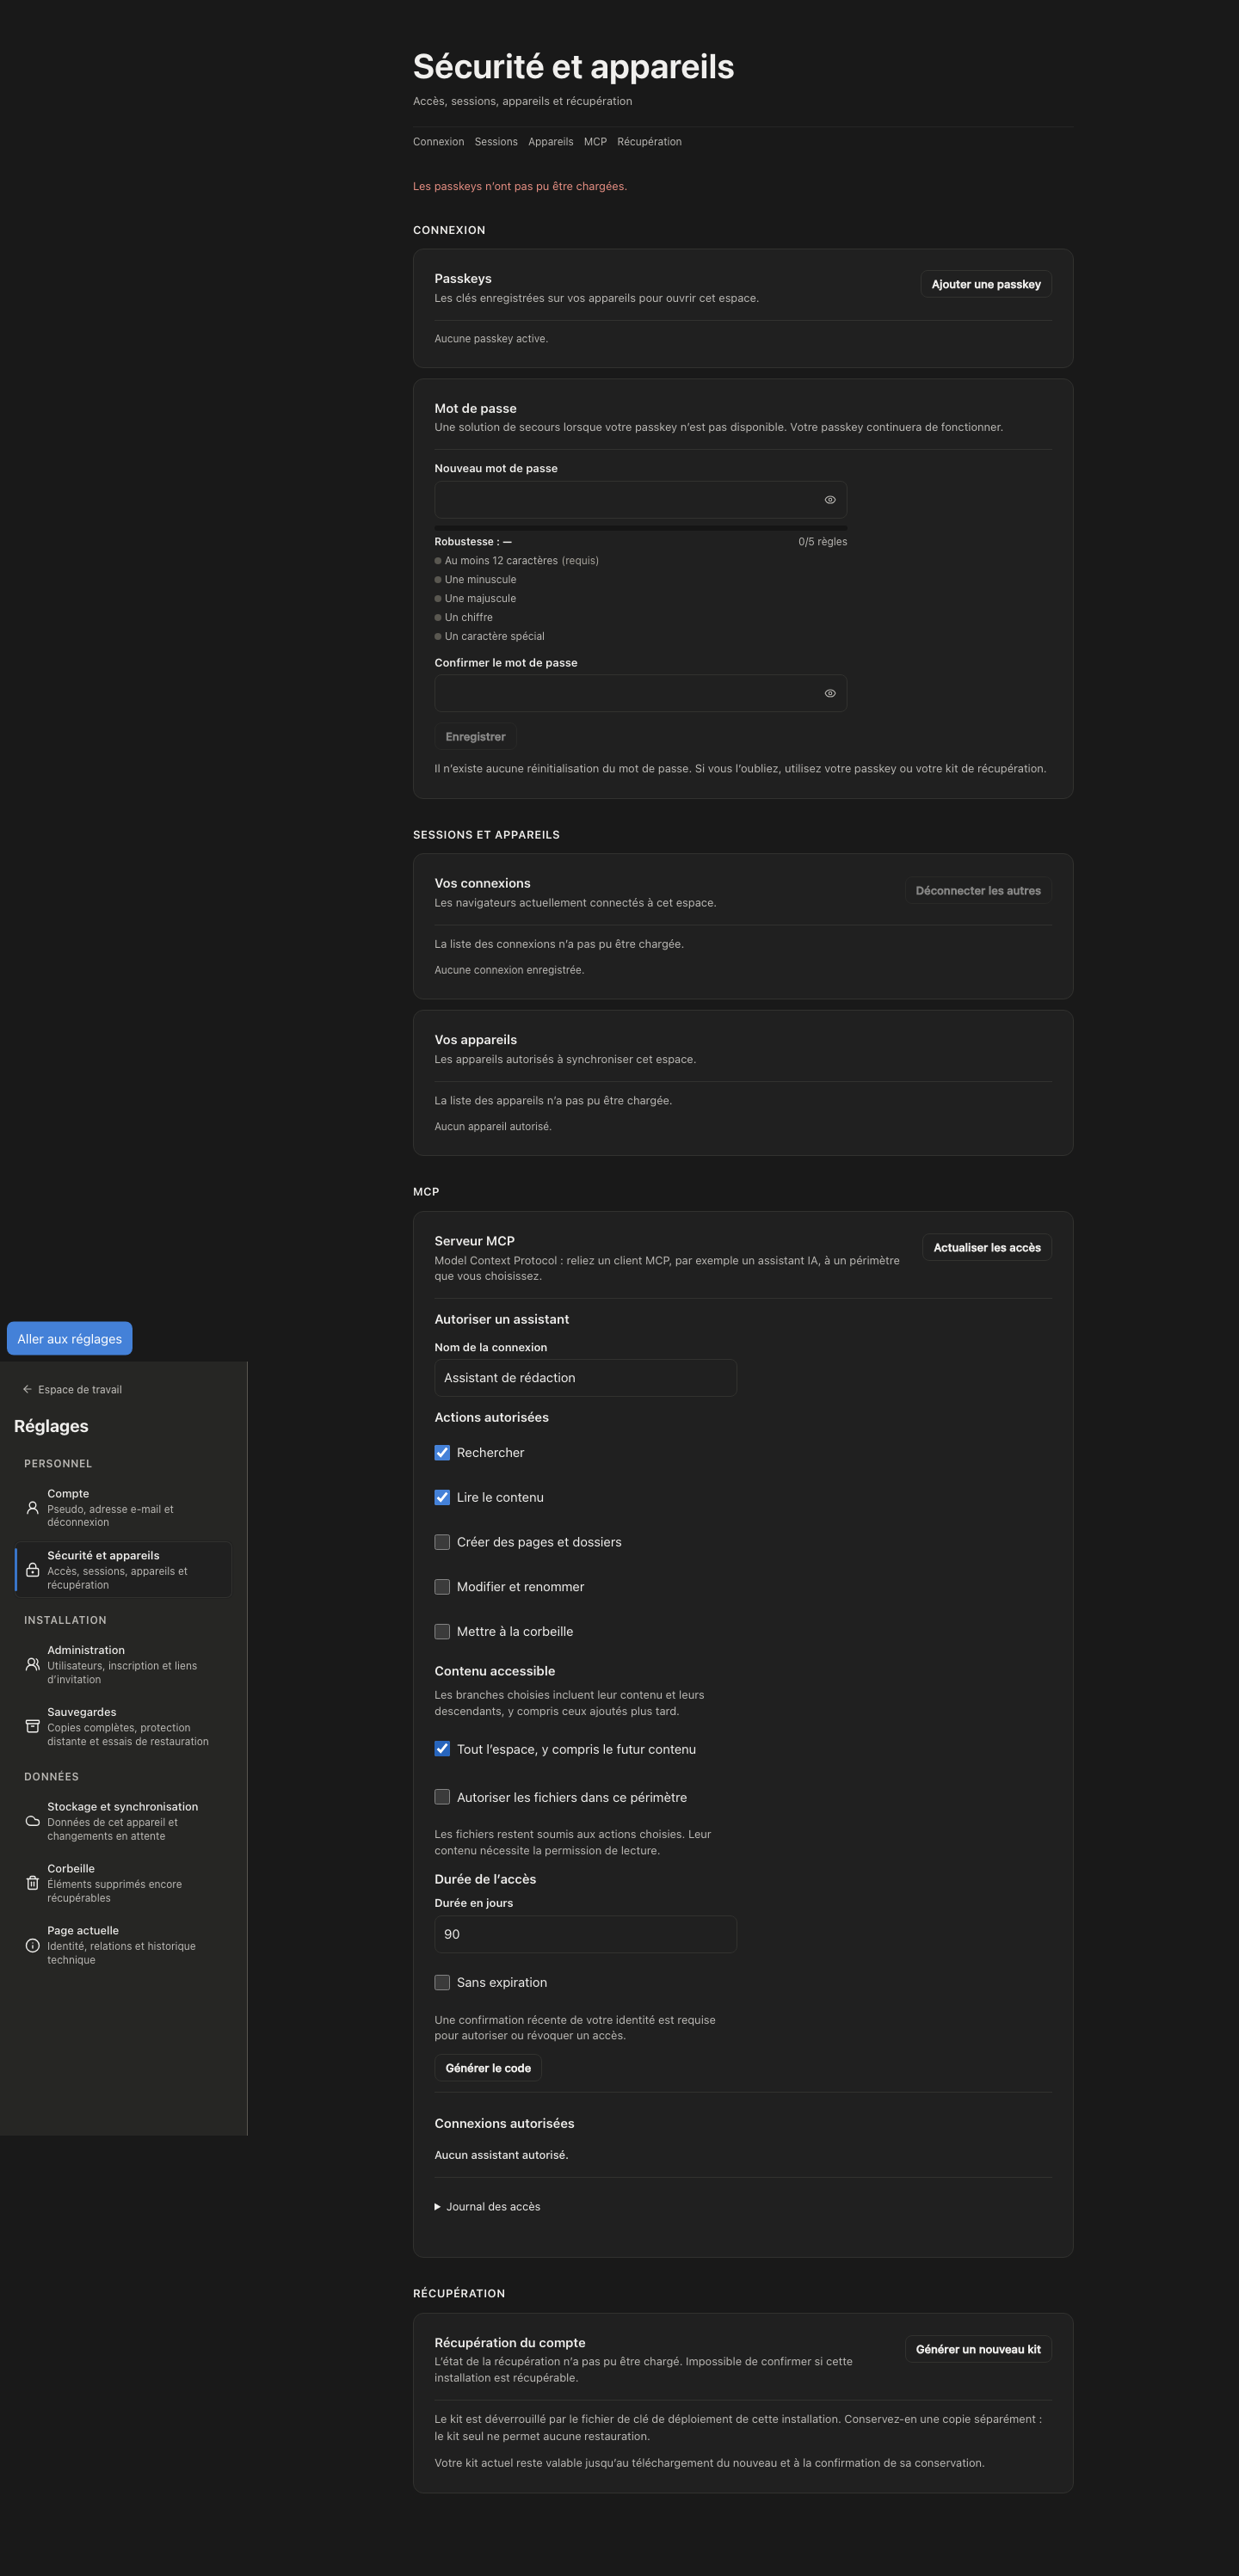 Sécurité et appareils
Accès, sessions, appareils et récupération
Connexion Sessions Appareils MCP Récupération
Les passkeys n’ont pas pu être chargées.
CONNEXION
Passkeys
Les clés enregistrées sur vos appareils pour ouvrir cet espace.
Ajouter une passkey
Aucune passkey active.
Mot de passe
Une solution de secours lorsque votre passkey n’est pas disponible. Votre passkey continuera de fonctionner.
Nouveau mot de passe
Robustesse : —
0/5 règles
Au moins 12 caractères (requis)
Une minuscule
Une majuscule
Un chiffre
Un caractère spécial
Confirmer le mot de passe
Enregistrer
Il n’existe aucune réinitialisation du mot de passe. Si vous l’oubliez, utilisez votre passkey ou votre kit de récupération.
SESSIONS ET APPAREILS
Vos connexions
Les navigateurs actuellement connectés à cet espace.
Déconnecter les autres
La liste des connexions n’a pas pu être chargée.
Aucune connexion enregistrée.
Vos appareils
Les appareils autorisés à synchroniser cet espace.
La liste des appareils n’a pas pu être chargée.
Aucun appareil autorisé.
MCP
Serveur MCP
Model Context Protocol : reliez un client MCP, par exemple un assistant IA, à un périmètre
que vous choisissez.
Actualiser les accès
Autoriser un assistant
Nom de la connexion
Assistant de rédaction
Actions autorisées
Rechercher
Lire le contenu
Créer des pages et dossiers
Modifier et renommer
Mettre à la corbeille
Contenu accessible
Les branches choisies incluent leur contenu et leurs
descendants, y compris ceux ajoutés plus tard.
Tout l’espace, y compris le futur contenu
Autoriser les fichiers dans ce périmètre
Les fichiers restent soumis aux actions choisies. Leur
contenu nécessite la permission de lecture.
Durée de l’accès
Durée en jours
90
Sans expiration
Une confirmation récente de votre identité est requise
pour autoriser ou révoquer un accès.
Générer le code
Connexions autorisées
Aucun assistant autorisé.
Journal des accès
RÉCUPÉRATION
Récupération du compte
L’état de la récupération n’a pas pu être chargé. Impossible de confirmer si cette
installation est récupérable.
Générer un nouveau kit
Le kit est déverrouillé par le fichier de clé de déploiement de cette installation. Conservez-en une copie séparément :
le kit seul ne permet aucune restauration.
Votre kit actuel reste valable jusqu’au téléchargement du nouveau et à la confirmation de sa conservation.
Aller aux réglages
Espace de travail
Réglages
PERSONNEL
Compte
Pseudo, adresse e-mail et
déconnexion
Sécurité et appareils
Accès, sessions, appareils et
récupération
INSTALLATION
Administration
Utilisateurs, inscription et liens
d’invitation
Sauvegardes
Copies complètes, protection
distante et essais de restauration
DONNÉES
Stockage et synchronisation
Données de cet appareil et
changements en attente
Corbeille
Éléments supprimés encore
récupérables
Page actuelle
Identité, relations et historique
technique